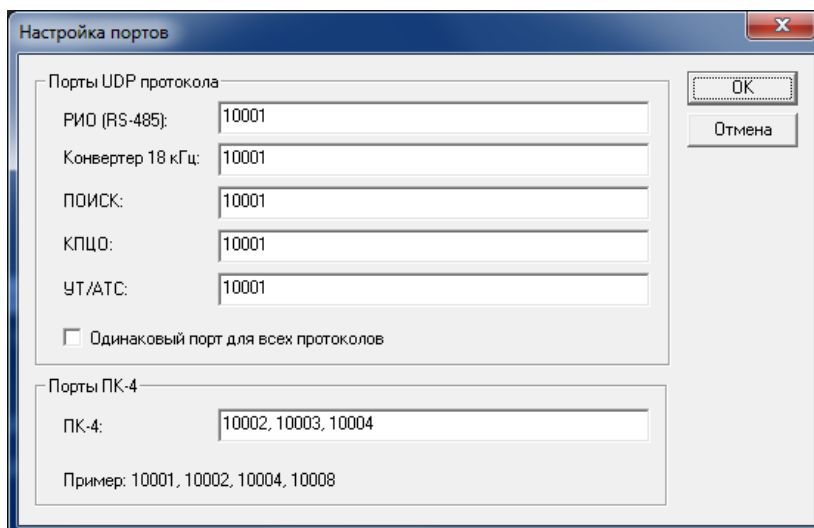 Настройка портов
Порты UDP протокола
РИО (RS-485): 10001
Конвертер 18 кГц: 10001
ПОИСК: 10001
КПЦО: 10001
УТ/АТС: 10001
Одинаковый порт для всех протоколов
OK
Отмена
Порты ПК-4
ПК-4: 10002, 10003, 10004
Пример: 10001, 10002, 10004, 10008